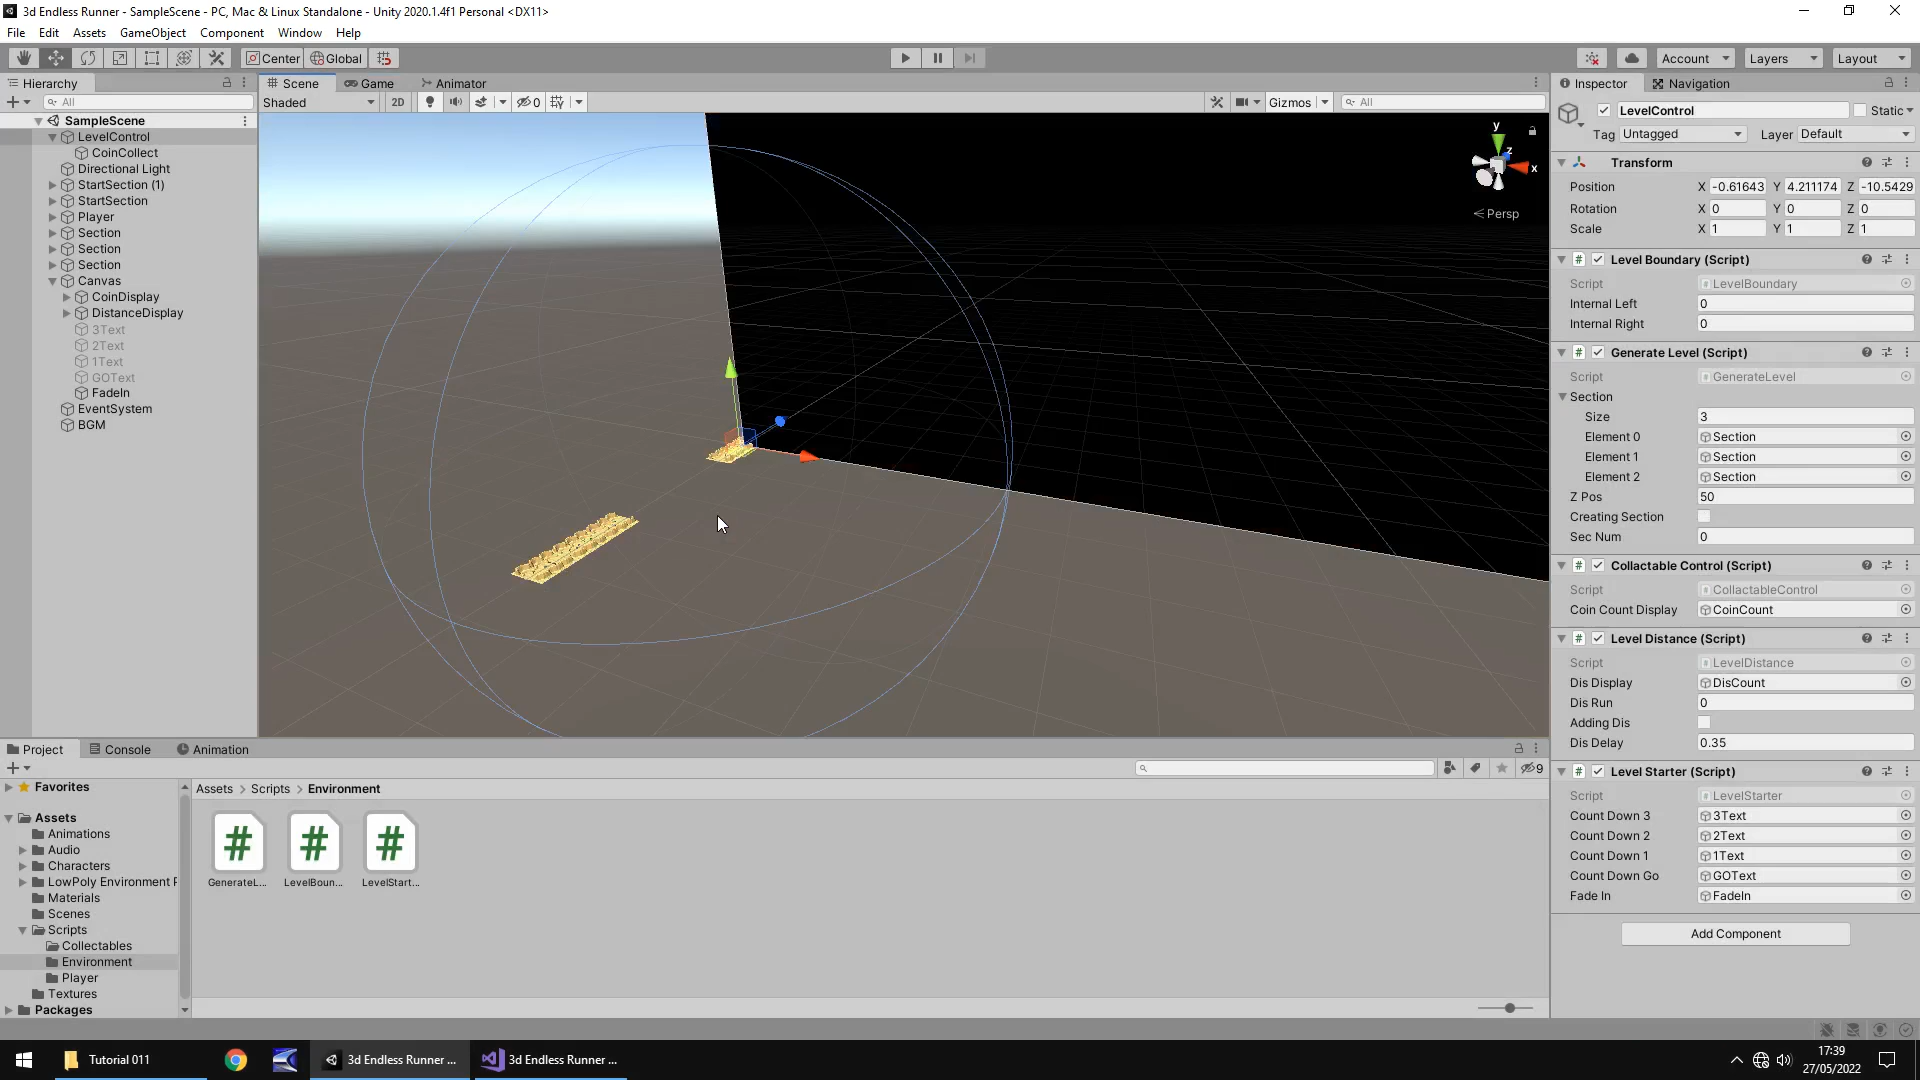 3d Endless Runner - SampleScene - PC, Mac & Linux Standalone - Unity 2020.1.4f1 Personal <DX11>
File Edit Assets GameObject Component Window Help
Center Global Account Layers Layout
Hierarchy
All
SampleScene
LevelControl
CoinCollect
Directional Light
StartSection (1)
StartSection
Player
Section
Section
Section
Canvas
CoinDisplay
DistanceDisplay
3Text
2Text
1Text
GOText
FadeIn
EventSystem
BGM
Scene Game Animator
Shaded 2D 0 Gizmos All
y
z
x
Persp
Inspector Navigation
LevelControl Static
Tag Untagged Layer Default
Transform
Position X -0.61643 Y 4.211174 Z -10.5429
Rotation X 0 Y 0 Z 0
Scale X 1 Y 1 Z 1
# Level Boundary (Script)
Script LevelBoundary
Internal Left 0
Internal Right 0
# Generate Level (Script)
Script GenerateLevel
Section
Size 3
Element 0 Section
Element 1 Section
Element 2 Section
Z Pos 50
Creating Section
Sec Num 0
# Collactable Control (Script)
Script CollactableControl
Coin Count Display CoinCount
# Level Distance (Script)
Script LevelDistance
Dis Display DisCount
Dis Run 0
Adding Dis
Dis Delay 0.35
# Level Starter (Script)
Script LevelStarter
Count Down 3 3Text
Count Down 2 2Text
Count Down 1 1Text
Count Down Go GOText
Fade In FadeIn
Add Component
Project Console Animation
9
Favorites
Assets
Animations
Audio
Characters
LowPoly Environment P
Materials
Scenes
Scripts
Collectables
Environment
Player
Textures
Packages
Assets > Scripts > Environment
# # #
GenerateL... LevelBoun... LevelStart...
Tutorial 011 3d Endless Runner ... 3d Endless Runner ...
17:39
27/05/2022